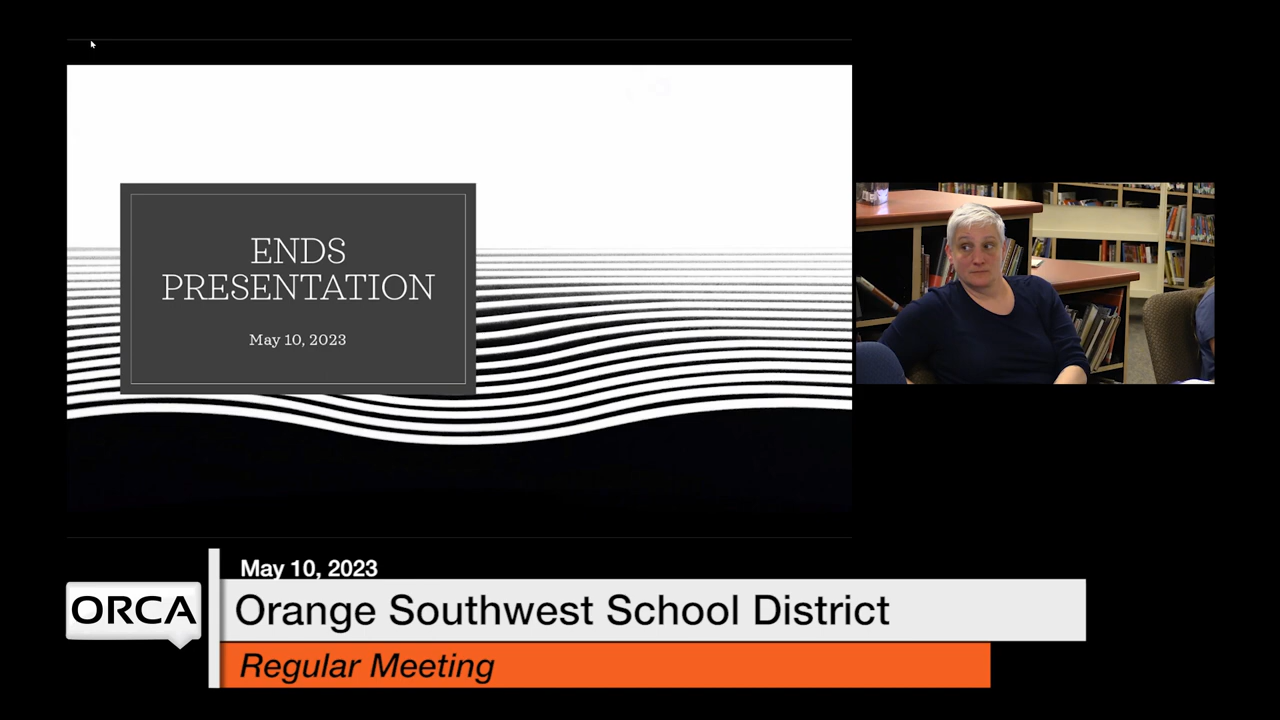 ENDS
PRESENTATION
May 10, 2023
May 10, 2023
ORCA
Orange Southwest School District
Regular Meeting